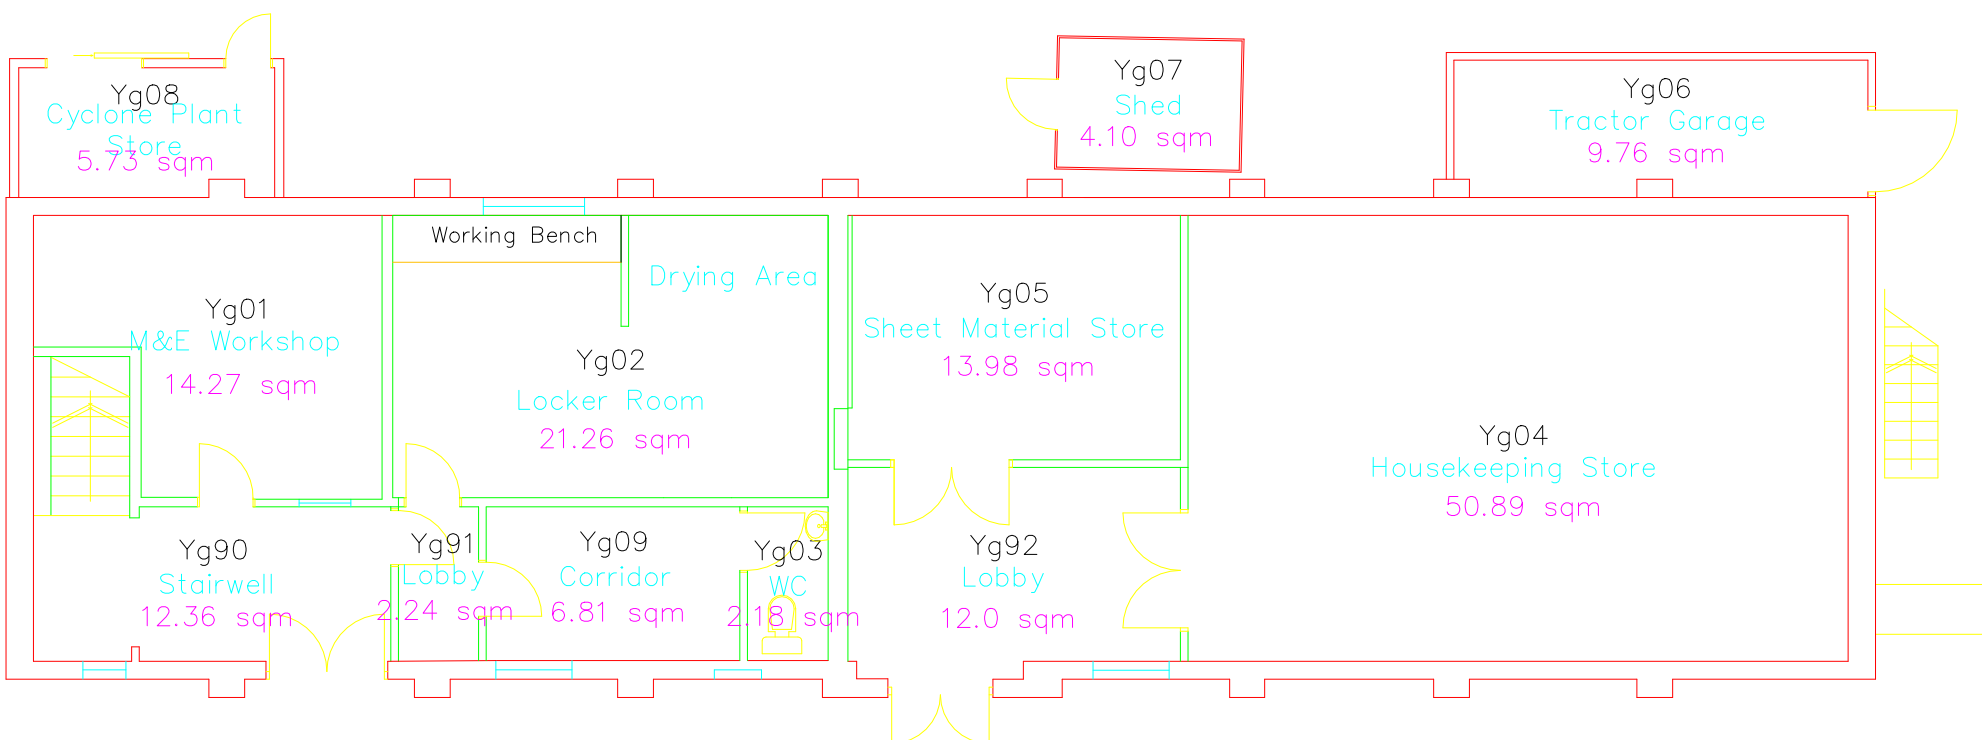 Yg08
Cyclone Plant
Store
5.73 sqm
Yg07
Shed
4.10 sqm
Yg06
Tractor Garage
9.76 sqm
Working Bench
Drying Area
Yg01
M&E Workshop
14.27 sqm
Yg02
Locker Room
21.26 sqm
Yg05
Sheet Material Store
13.98 sqm
Yg04
Housekeeping Store
50.89 sqm
Yg90
Stairwell
12.36 sqm
Yg91
Lobby
2.24 sqm
Yg09
Corridor
6.81 sqm
Yg03
WC
2.18 sqm
Yg92
Lobby
12.0 sqm